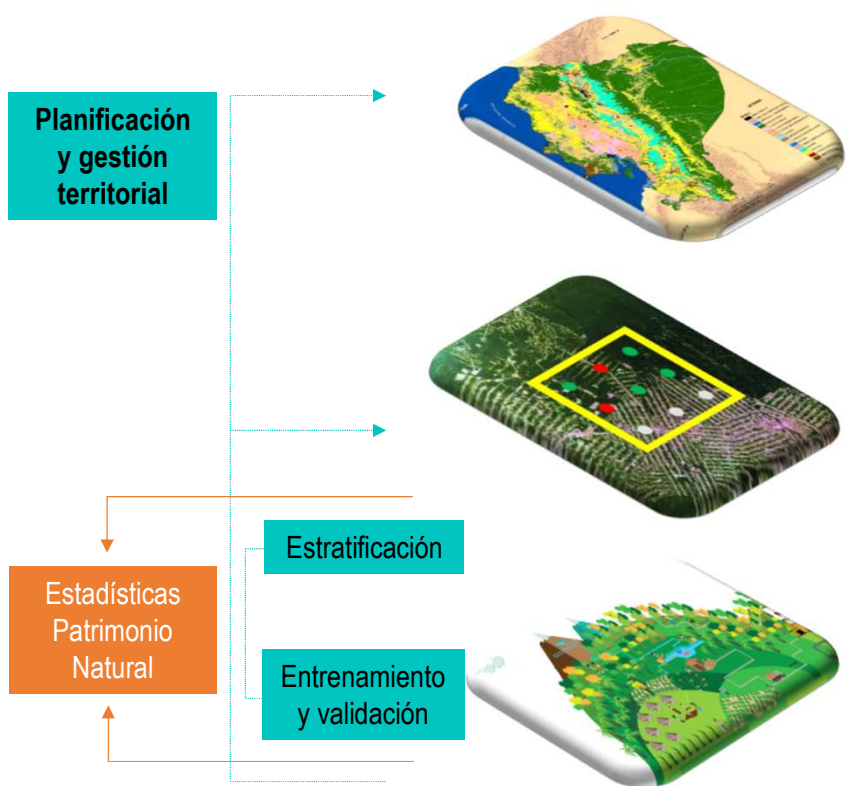 Planificación
y gestión
territorial
Estratificación
Estadísticas
Patrimonio
Natural
Entrenamiento
y validación